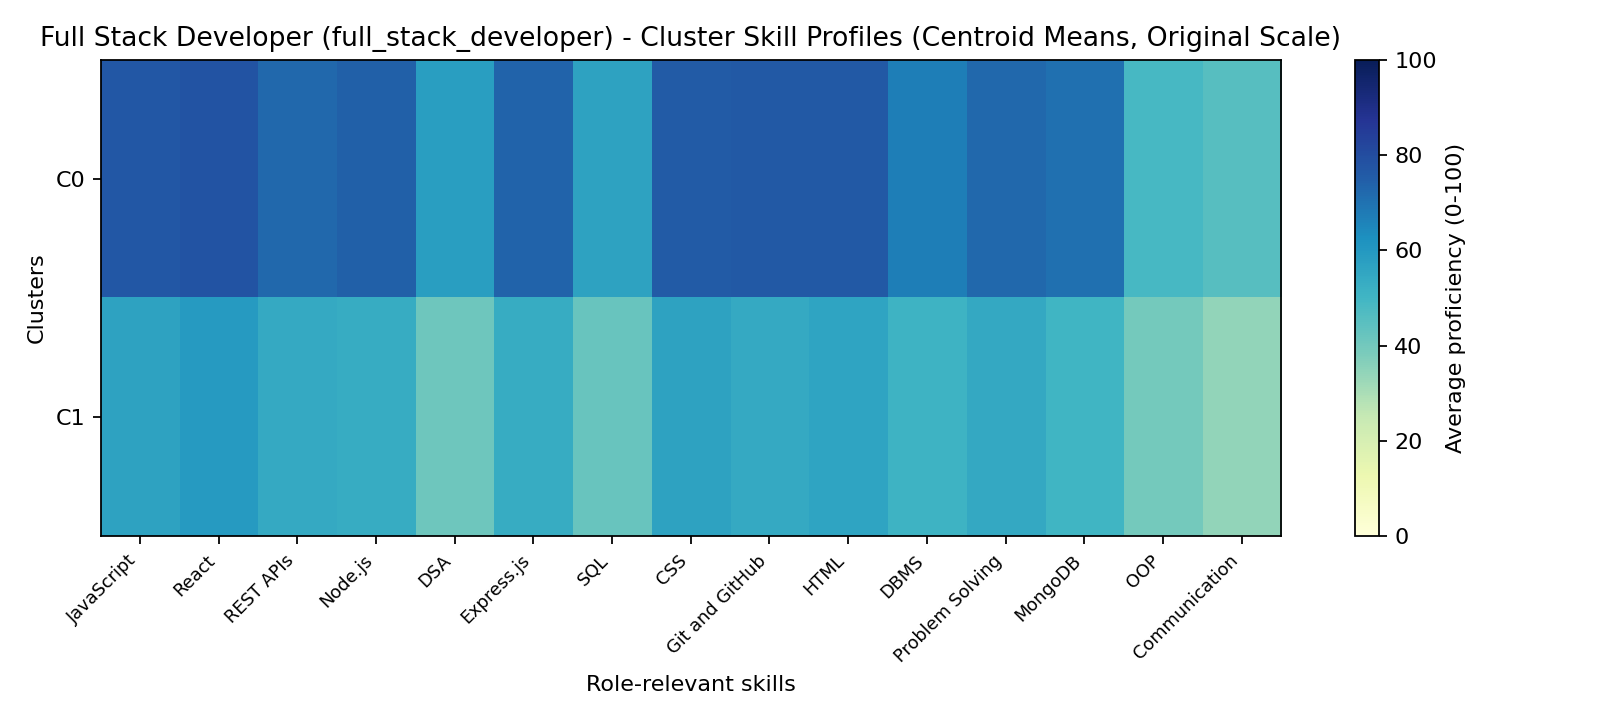 Full Stack Developer (full_stack_developer) - Cluster Skill Profiles (Centroid Means, Original Scale)
Clusters
C0
C1
JavaScript
React
REST APIs
Node.js
DSA
Express.js
SQL
CSS
Git and GitHub
HTML
DBMS
Problem Solving
MongoDB
OOP
Communication
Role-relevant skills
100
80
60
40
20
0
Average proficiency (0-100)